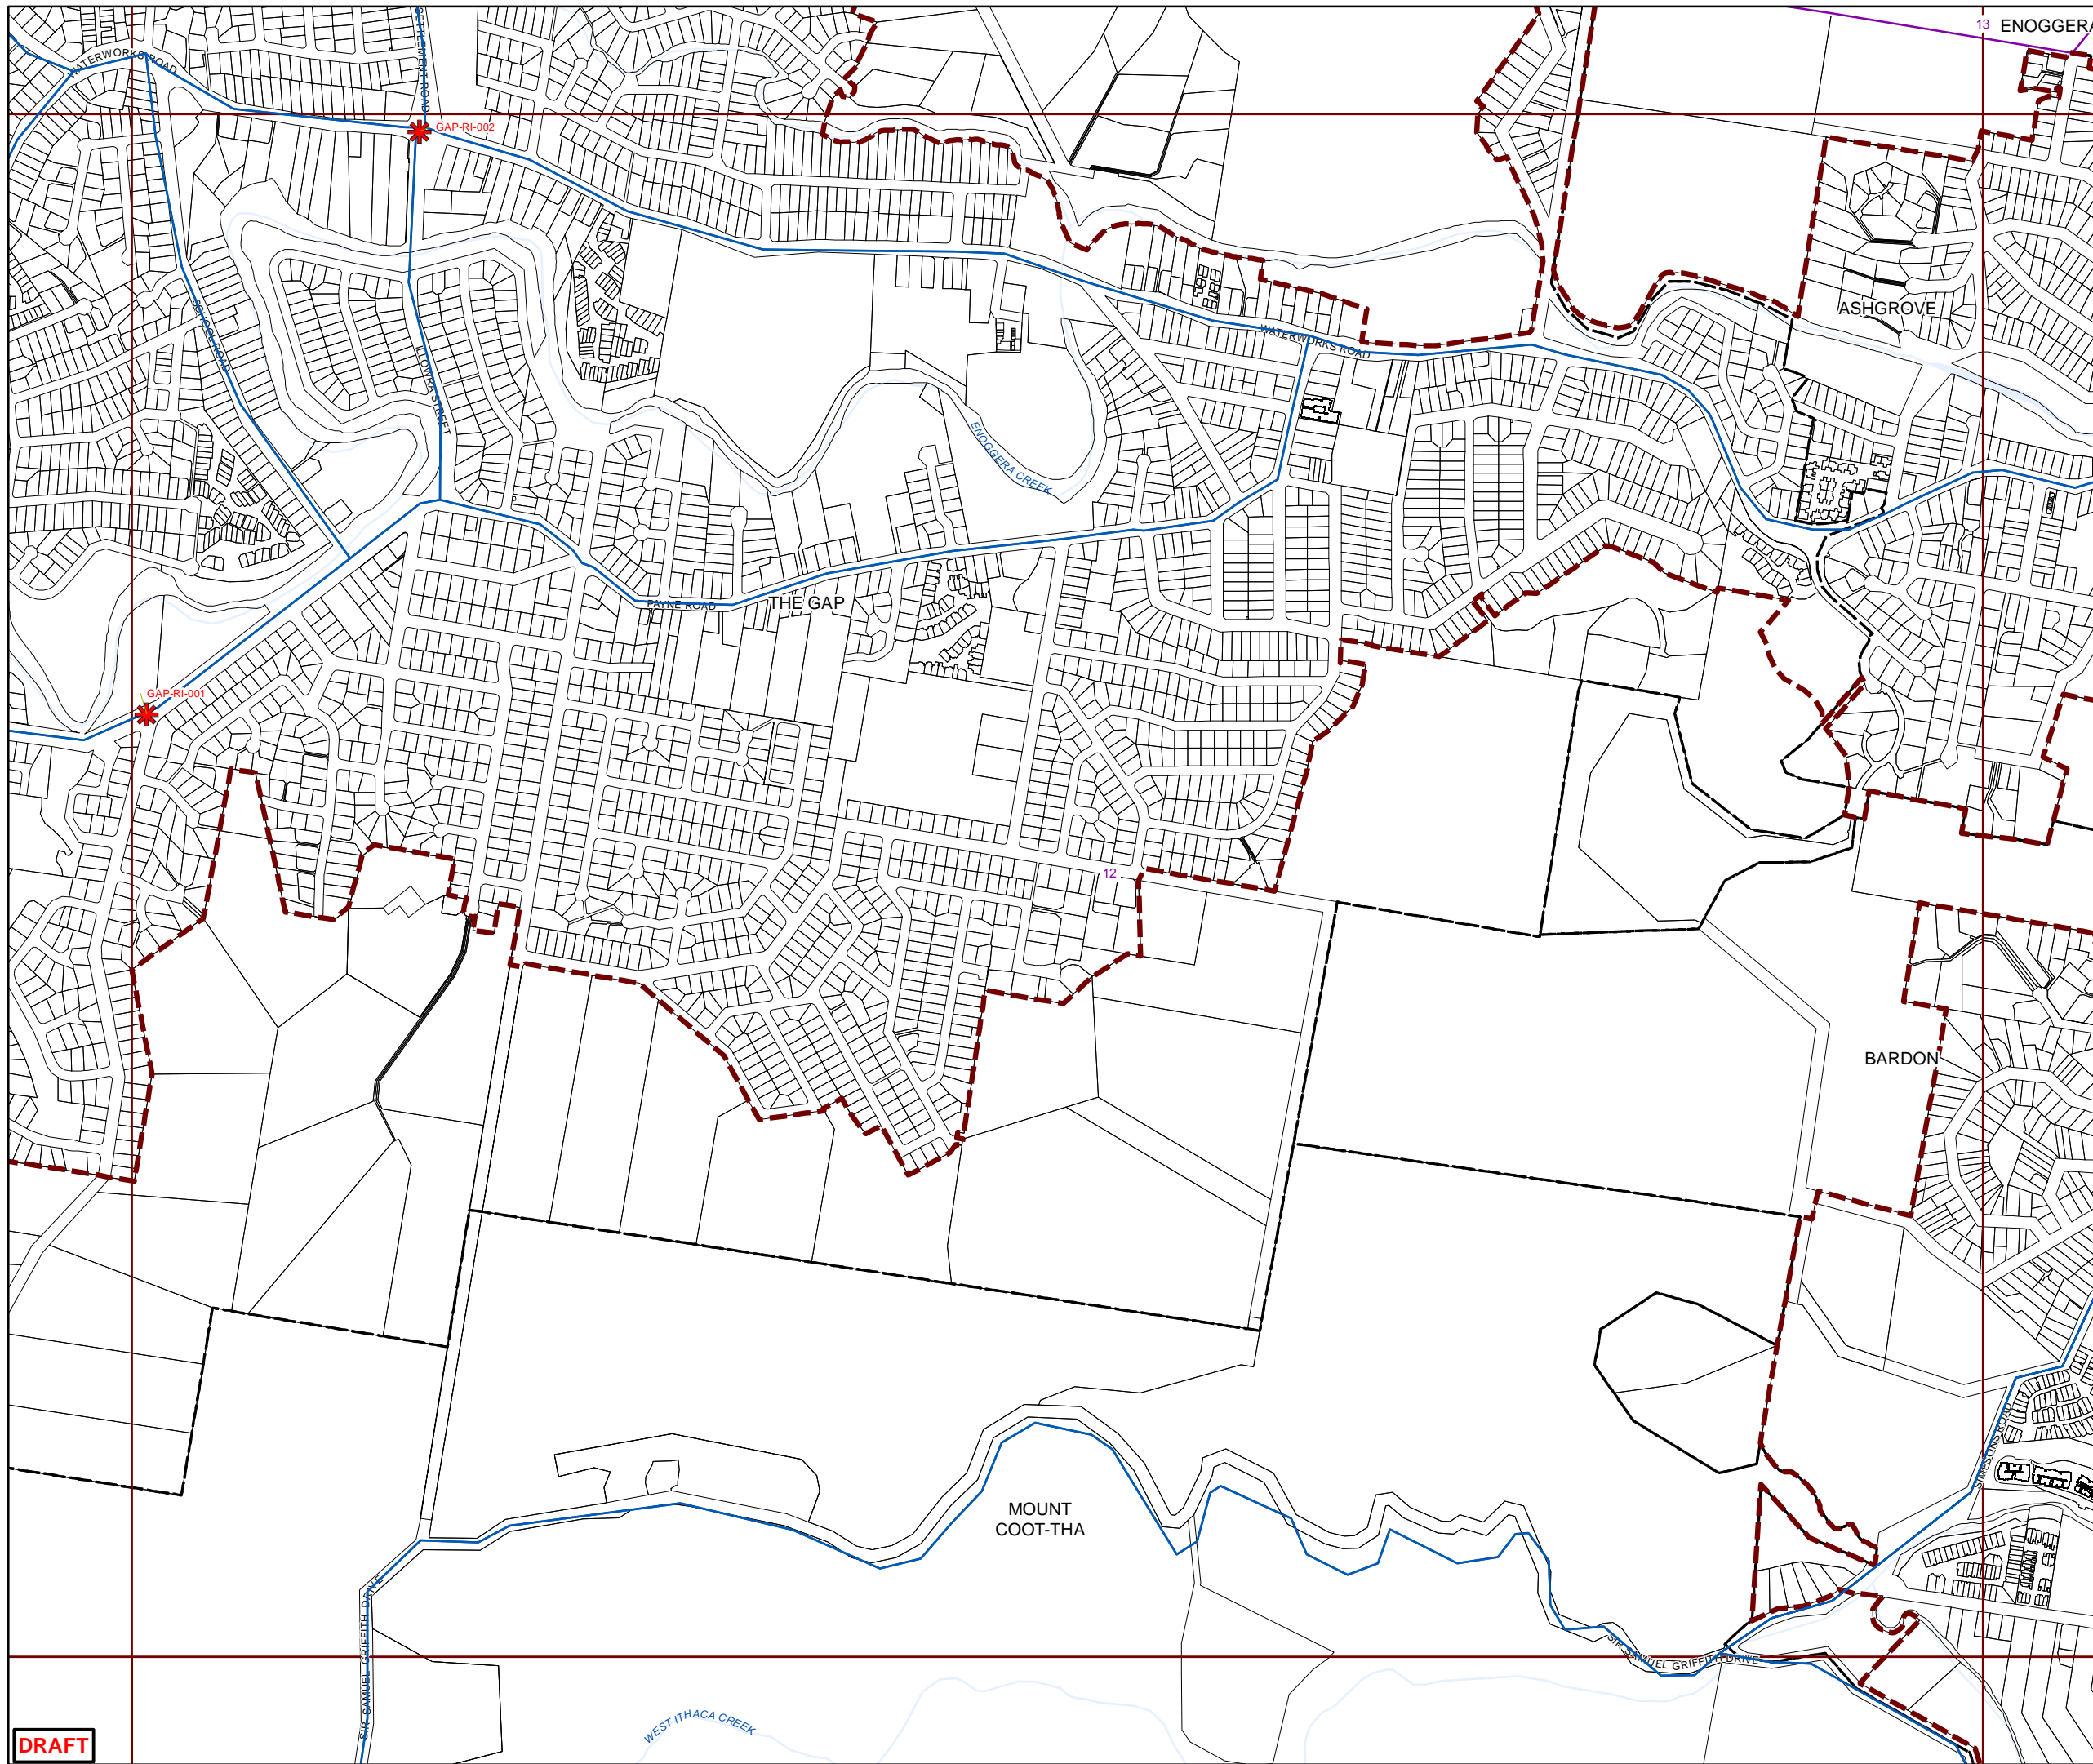 SETTLEMENT ROAD
13
ENOGGERA
WATERWORKS ROAD
GAP-RI-002
ASHGROVE
SCHOOL ROAD
ILLOWRA STREET
WATERWORKS ROAD
ENOGGERA CREEK
PAYNE ROAD
THE GAP
GAP-RI-001
12
BARDON
SIMPSONS ROAD
MOUNT
COOT-THA
SIR SAMUEL GRIFFITH DRIVE
SIR SAMUEL GRIFFITH DRIVE
WEST ITHACA CREEK
DRAFT